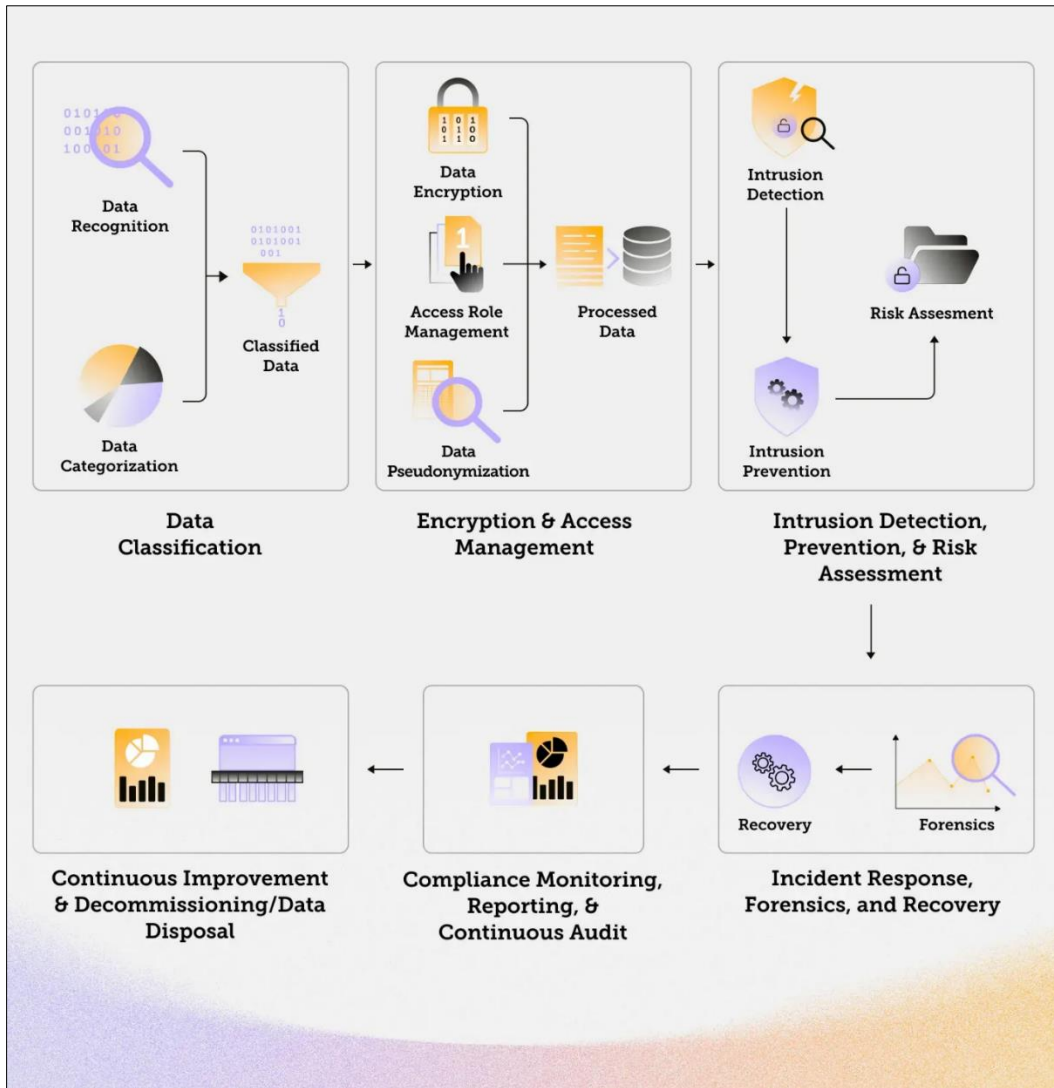 010110
001010
100101
Data
Recognition
0101001
0101001
001
1
0
Classified
Data
Data
Categorization
Data
Classification
1 0 1
0 1 0
1 1 0
Data
Encryption
1
Access Role
Management
Data
Pseudonymization
Processed
Data
Encryption & Access
Management
Intrusion
Detection
Risk Assesment
Intrusion
Prevention
Intrusion Detection,
Prevention, & Risk
Assessment
Continuous Improvement
& Decommissioning/Data
Disposal
Compliance Monitoring,
Reporting, &
Continuous Audit
Recovery
Forensics
Incident Response,
Forensics, and Recovery